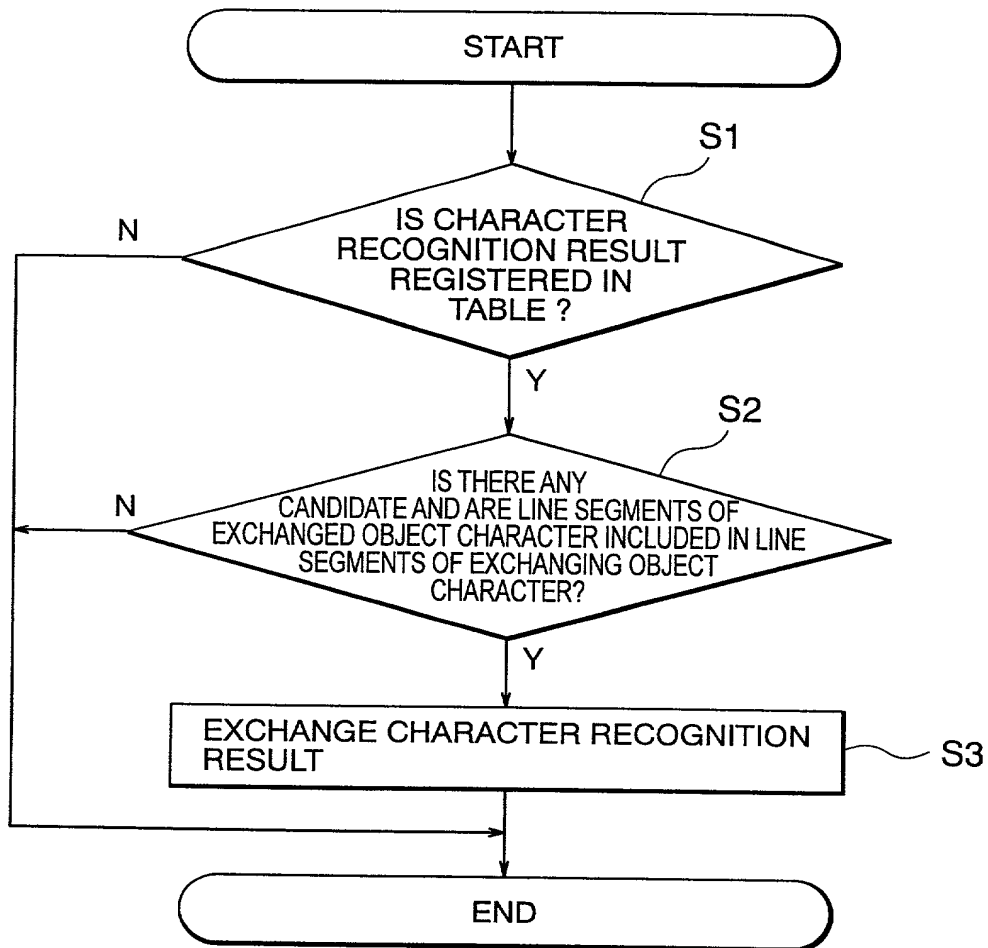 START
S1
N
IS CHARACTER
RECOGNITION RESULT
REGISTERED IN
TABLE ?
Y
S2
N
IS THERE ANY
CANDIDATE AND ARE LINE SEGMENTS OF
EXCHANGED OBJECT CHARACTER INCLUDED IN LINE
SEGMENTS OF EXCHANGING OBJECT
CHARACTER?
Y
EXCHANGE CHARACTER RECOGNITION
RESULT
S3
END